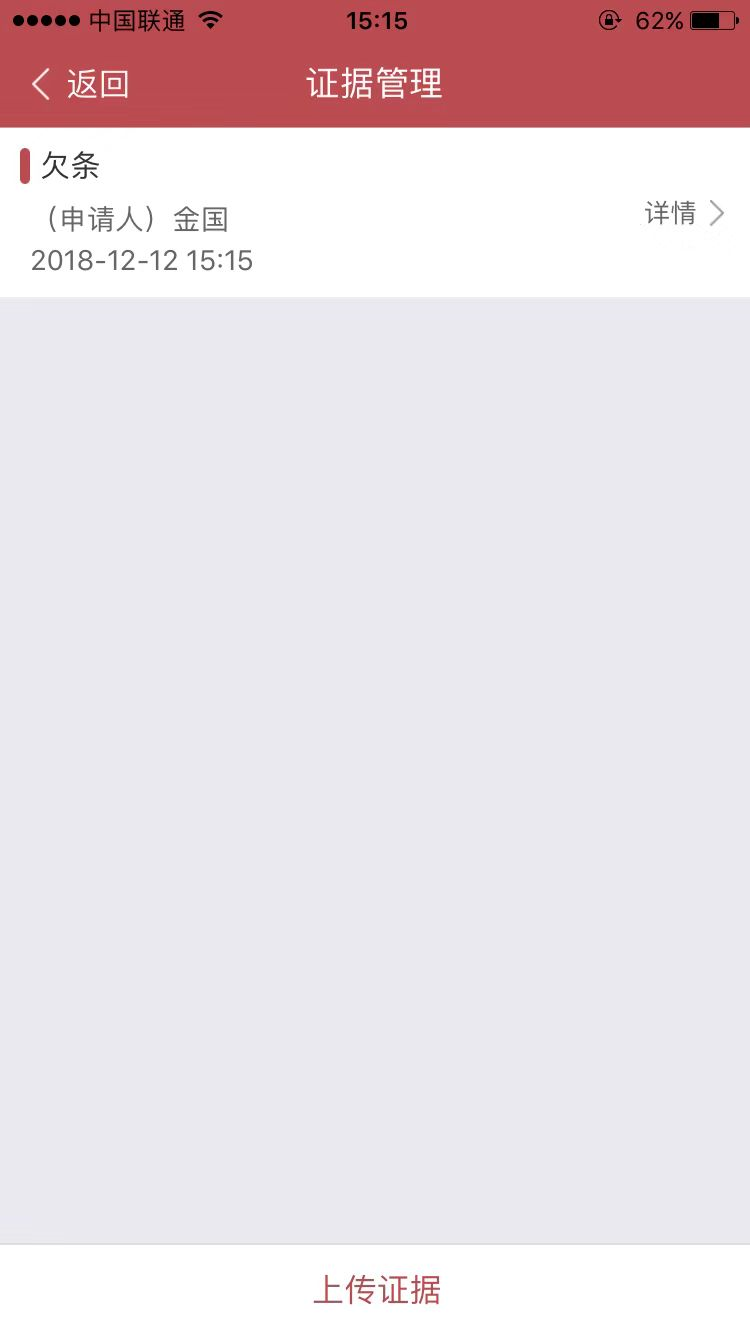 中国联通 15:15 62%
返回 证据管理
欠条
（申请人）金国
详情
2018-12-12 15:15
上传证据